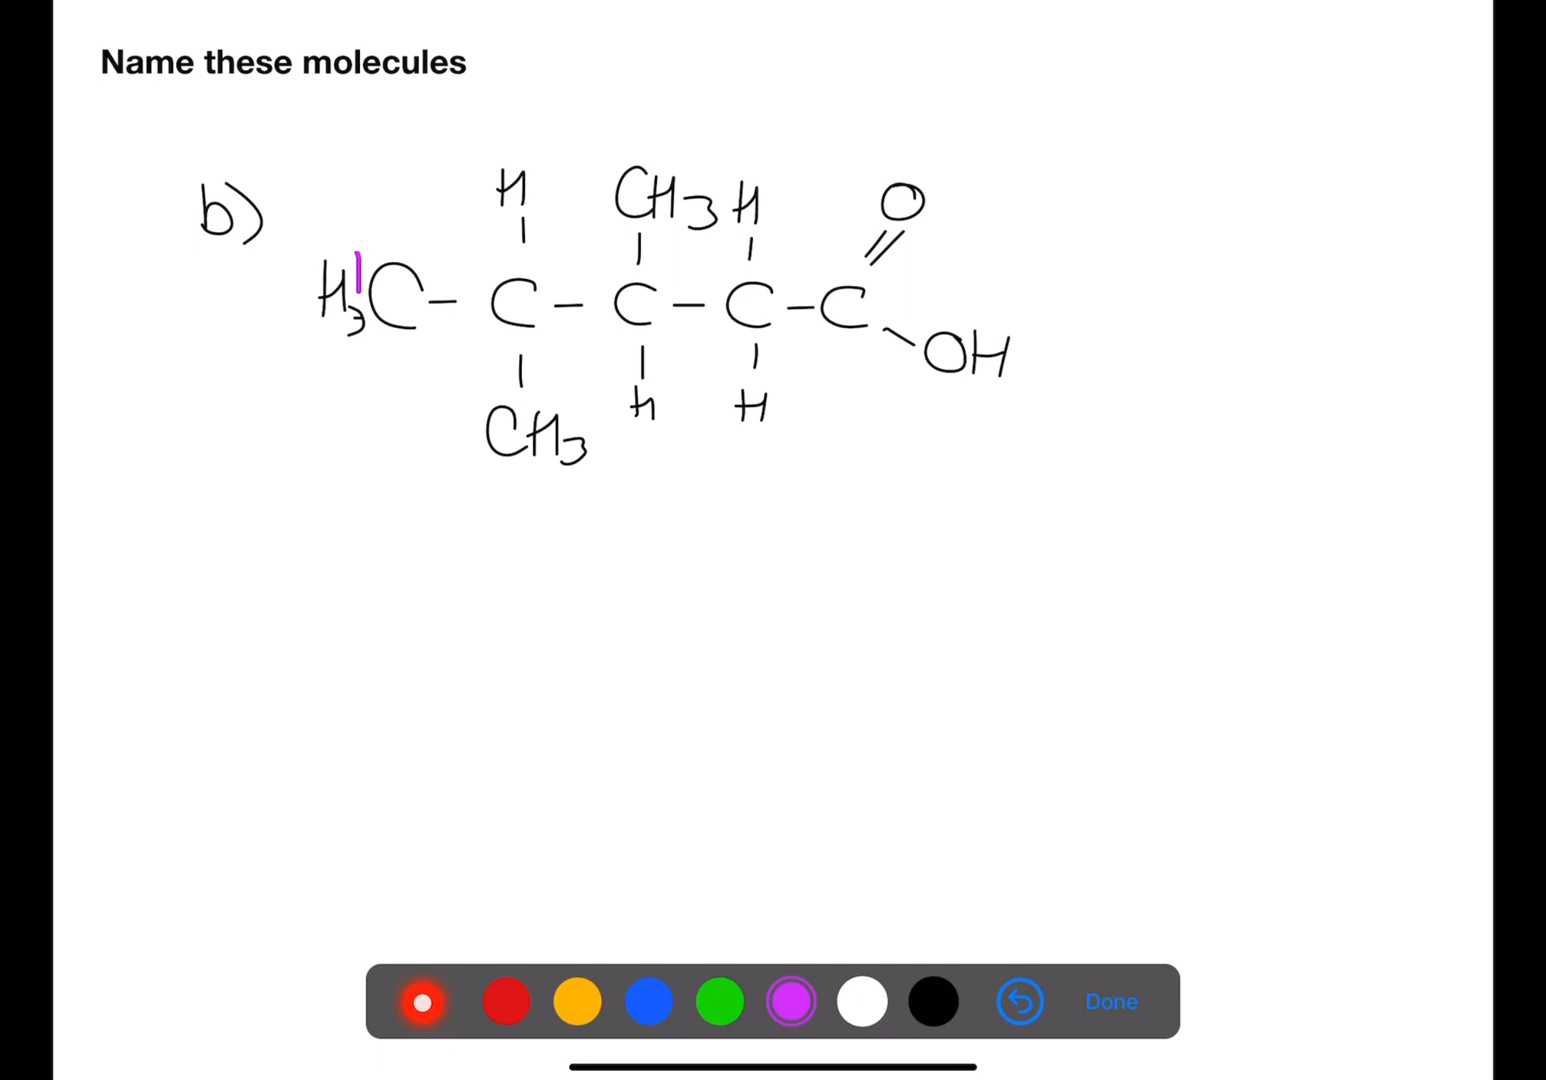 Name these molecules
b)
H CH3 H O
H3C - C - C - C - C
OH
CH3 H H
Done